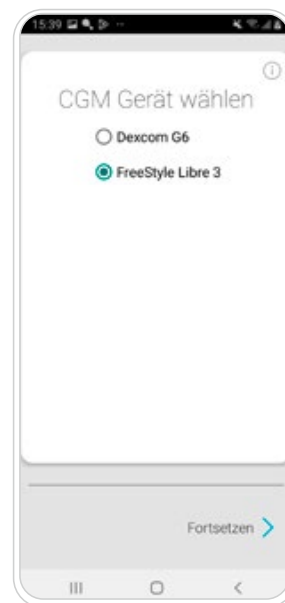 15:39
CGM Gerät wählen
Dexcom G6
FreeStyle Libre 3
Fortsetzen